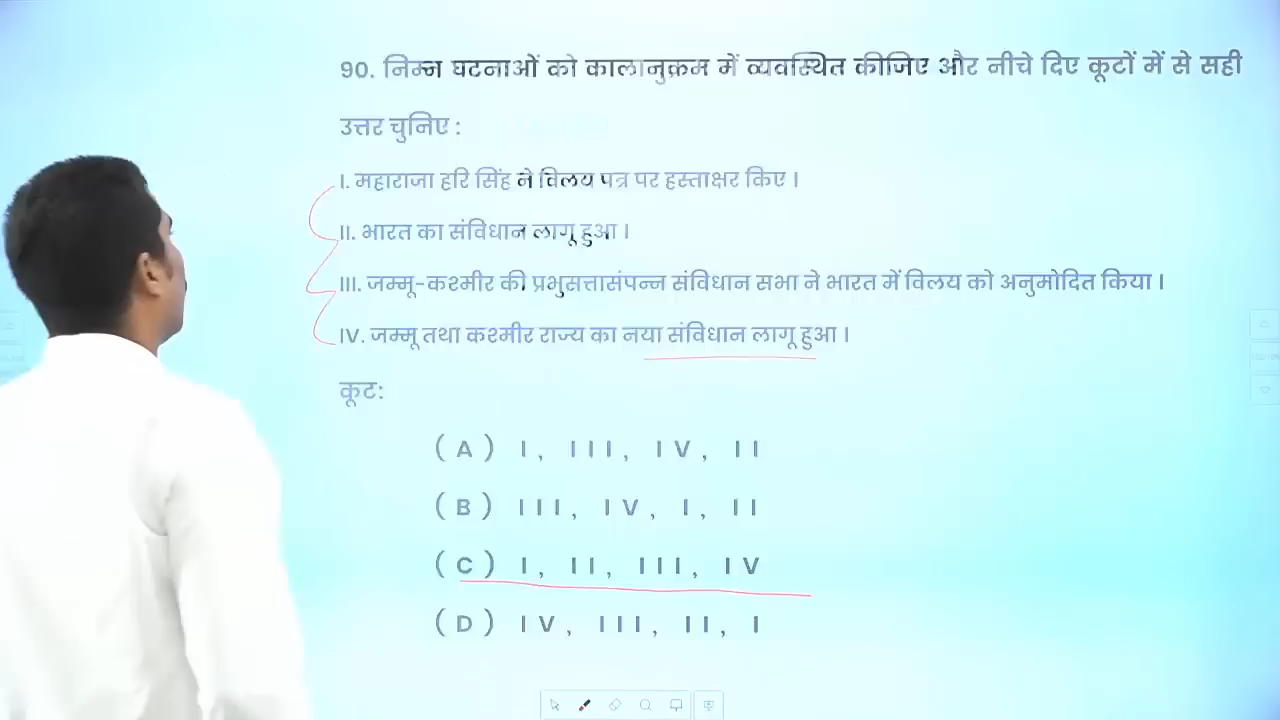 90. निम्न घटनाओं को कालानुक्रम में व्यवस्थित कीजिए और नीचे दिए कूटों में से सही
उत्तर चुनिए :
I. महाराजा हरि सिंह ने विलय पत्र पर हस्ताक्षर किए ।
II. भारत का संविधान लागू हुआ ।
III. जम्मू-कश्मीर की प्रभुसत्तासंपन्न संविधान सभा ने भारत में विलय को अनुमोदित किया ।
IV. जम्मू तथा कश्मीर राज्य का नया संविधान लागू हुआ ।
कूट:
(A) I, III, IV, II
(B) III, IV, I, II
(C) I, II, III, IV
(D) IV, III, II, I